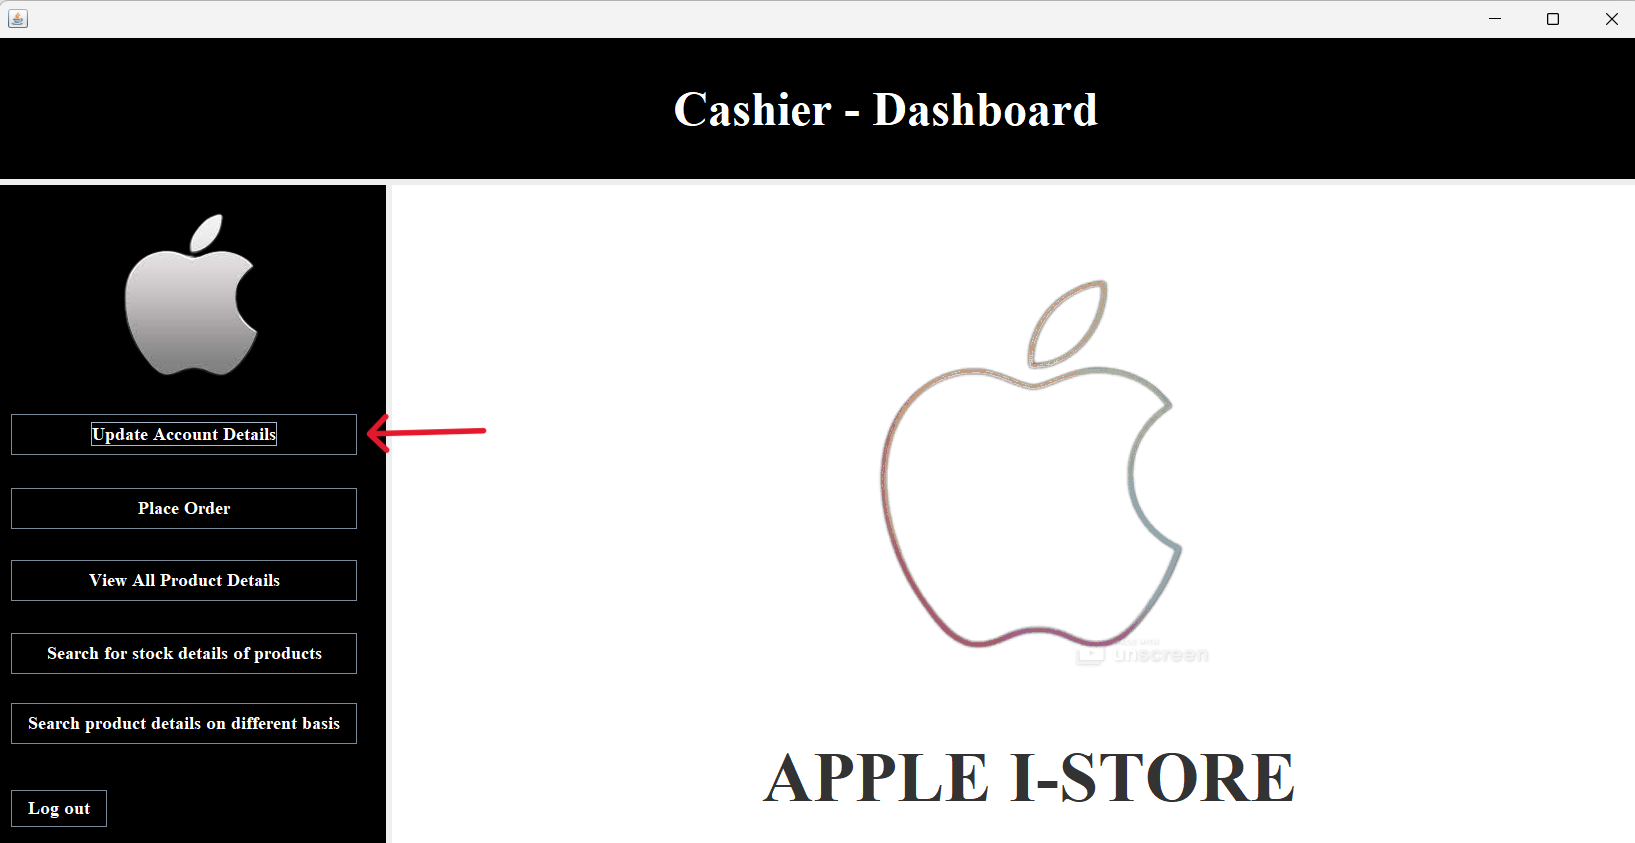 Cashier - Dashboard
Update Account Details
Place Order
View All Product Details
Search for stock details of products
Search product details on different basis
Log out
unscreen
APPLE I-STORE